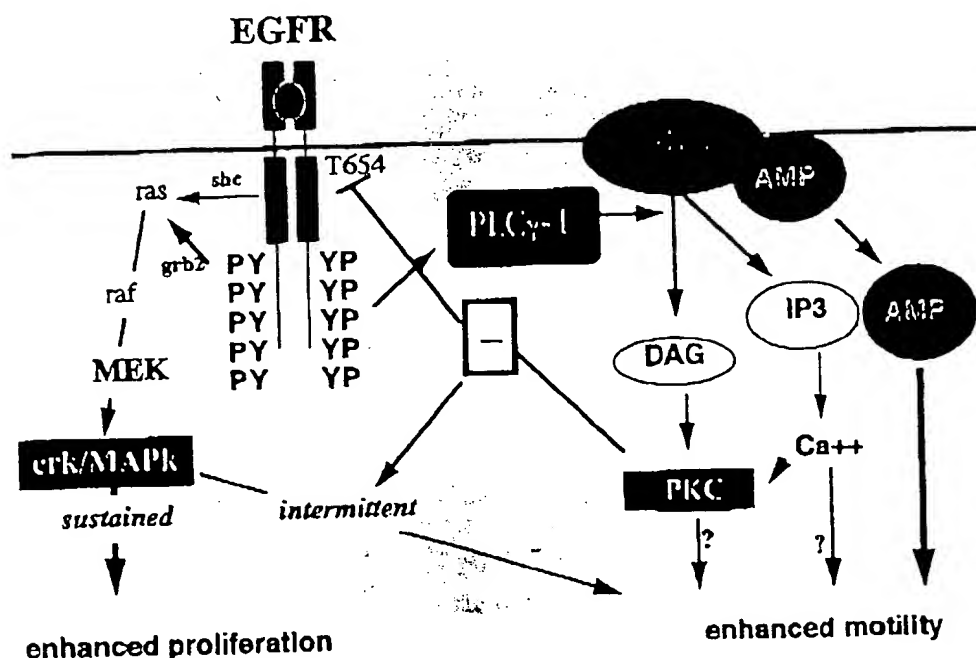 EGFR
T654
shc
ras
PLCγ-1
AMP
grb2
PY YP
PY YP
PY YP
PY YP
PY YP
raf
IP3
AMP
DAG
MEK
Ca++
erk/MAPk
PKC
sustained
intermittent
?
?
enhanced proliferation
enhanced motility